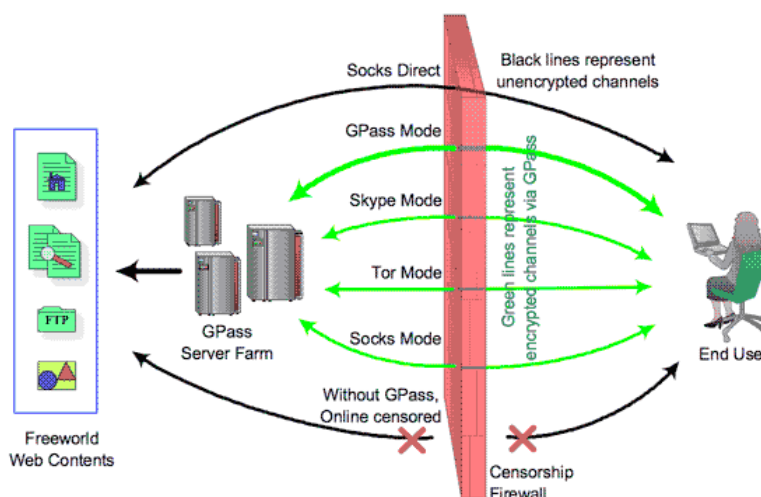 Socks Direct
Black lines represent
unencrypted channels
GPass Mode
Skype Mode
Tor Mode
Socks Mode
Green lines represent
encrypted channels via GPass
FTP
GPass
Server Farm
End User
Without GPass,
Online censored
Freeworld
Web Contents
Censorship
Firewall